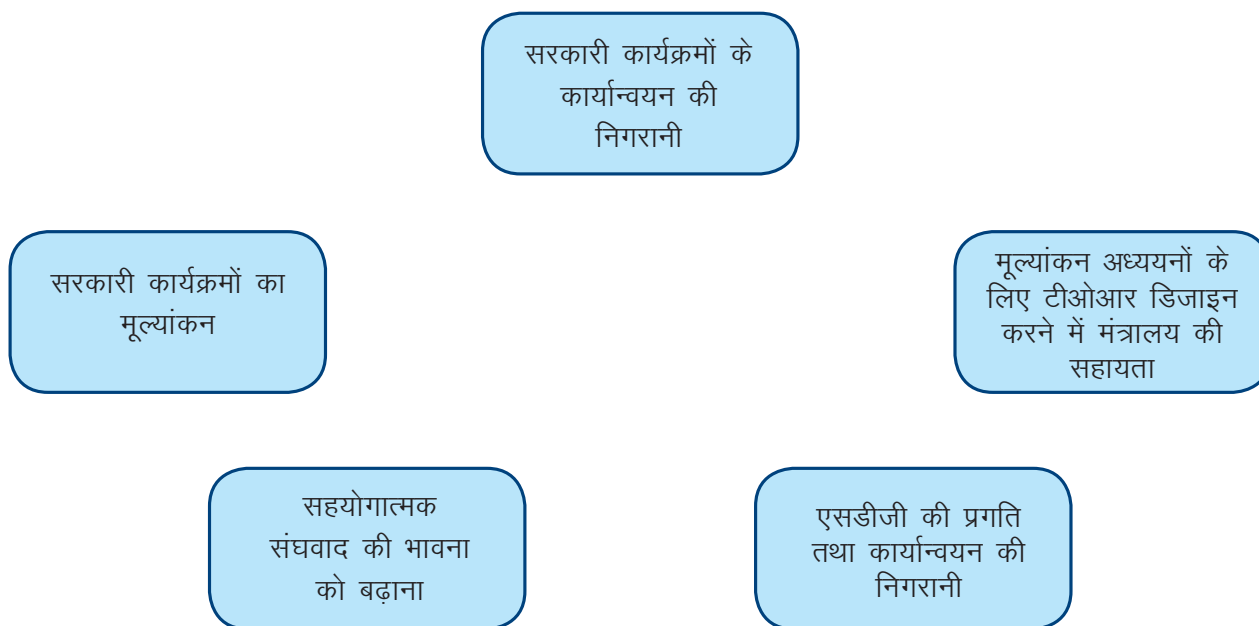 सरकारी कार्यक्रमों के
कार्यान्वयन की
निगरानी
सरकारी कार्यक्रमों का
मूल्यांकन
मूल्यांकन अध्ययनों के
लिए टीओआर डिजाइन
करने में मंत्रालय की
सहायता
सहयोगात्मक
संघवाद की भावना
को बढ़ाना
एसडीजी की प्रगति
तथा कार्यान्वयन की
निगरानी